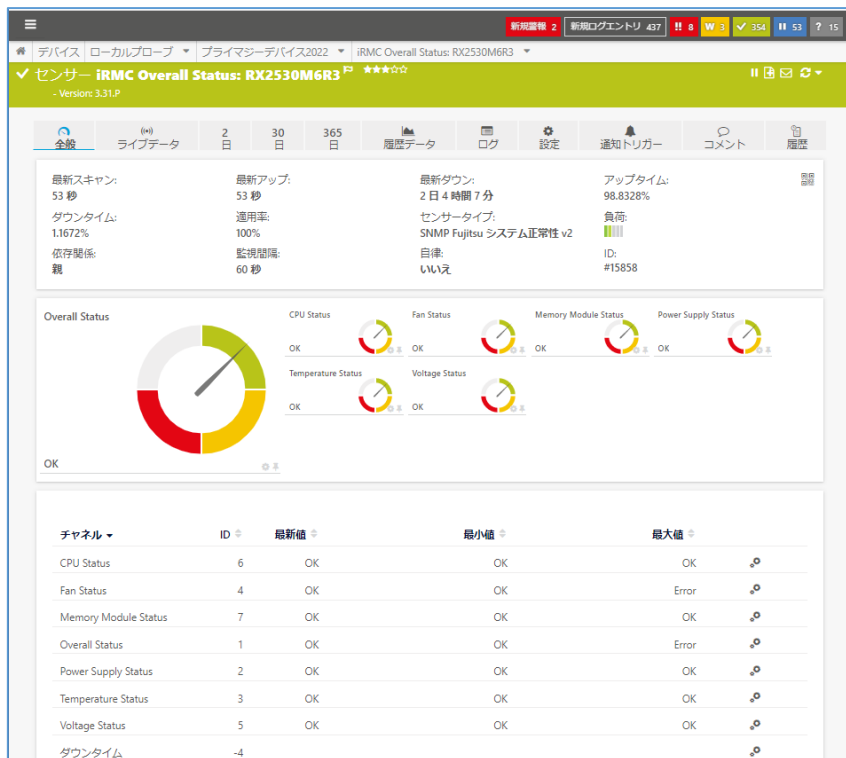 新規警報 2 新規ログエントリ 437 !! 8 W 3 354 53 ? 15
デバイス ローカルプローブ プライマジーデバイス2022 iRMC Overall Status: RX2530M6R3
センサー iRMC Overall Status: RX2530M6R3
- Version: 3.31.P
全般 ライブデータ 2日 30日 365日 履歴データ ログ 設定 通知トリガー コメント 履歴
最新スキャン: 最新アップ: 最新ダウン: アップタイム:
53 秒 53 秒 2 日 4 時間 7 分 98.8328%
ダウンタイム: 適用率: センサータイプ: 負荷:
1.1672% 100% SNMP Fujitsu システム正常性 v2
依存関係: 監視間隔: 自律: ID:
親 60 秒 いいえ #15858
Overall Status CPU Status Fan Status Memory Module Status Power Supply Status
OK OK OK OK
Temperature Status Voltage Status
OK OK
OK
チャネル ID 最新値 最小値 最大値
CPU Status 6 OK OK OK
Fan Status 4 OK OK Error
Memory Module Status 7 OK OK OK
Overall Status 1 OK OK Error
Power Supply Status 2 OK OK OK
Temperature Status 3 OK OK OK
Voltage Status 5 OK OK OK
ダウンタイム -4